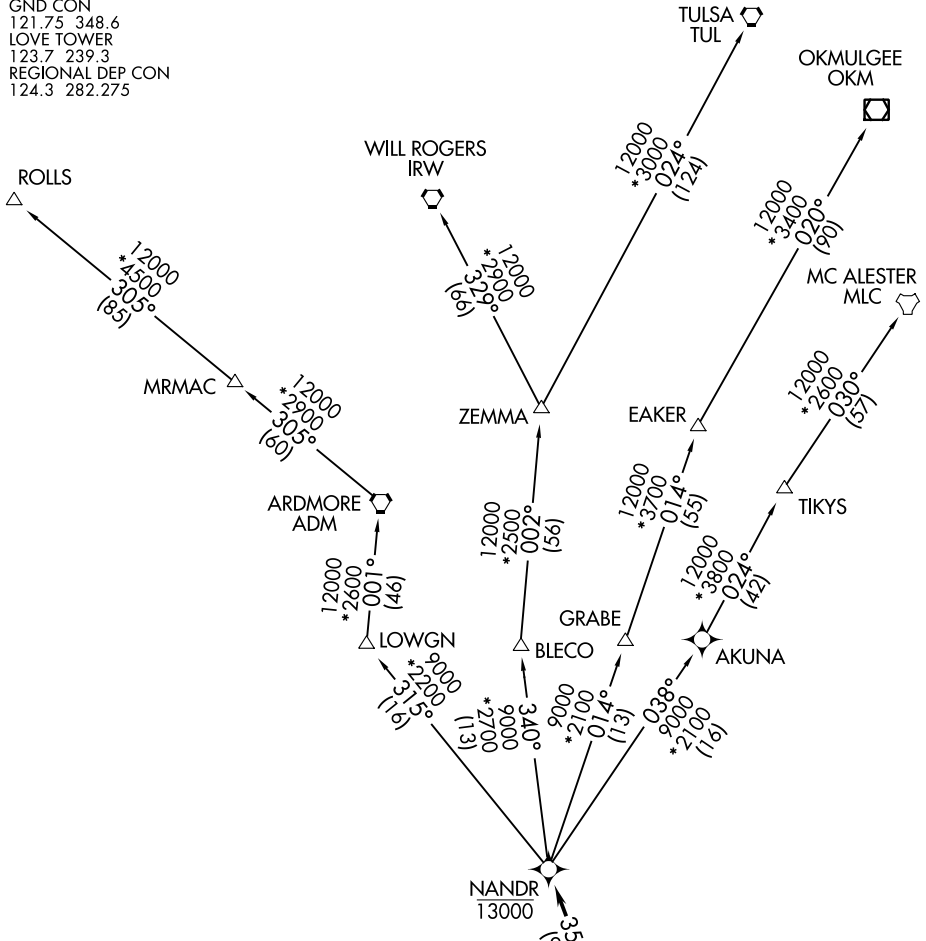 GND CON
121.75 348.6
LOVE TOWER
123.7 239.3
REGIONAL DEP CON
124.3 282.275
TULSA
TUL
OKMULGEE
OKM
WILL ROGERS
IRW
ROLLS
12000
*3000
024°
(124)
12000
*3400
020°
(90)
MC ALESTER
MLC
12000
*4500
305°
(85)
12000
*2900
329°
(66)
MRMAC
12000
*2900
305°
(60)
ZEMMA
EAKER
12000
*2600
030°
(57)
ARDMORE
ADM
TIKYS
12000
*2500
002°
(56)
12000
*3700
014°
(55)
12000
*2600
001°
(46)
12000
*3800
024°
(42)
LOWGN
BLECO
GRABE
AKUNA
9000
*2200
315°
(16)
340°
9000
*2700
(13)
9000
*2100
014°
(13)
038°
9000
*2100
(16)
NANDR
13000